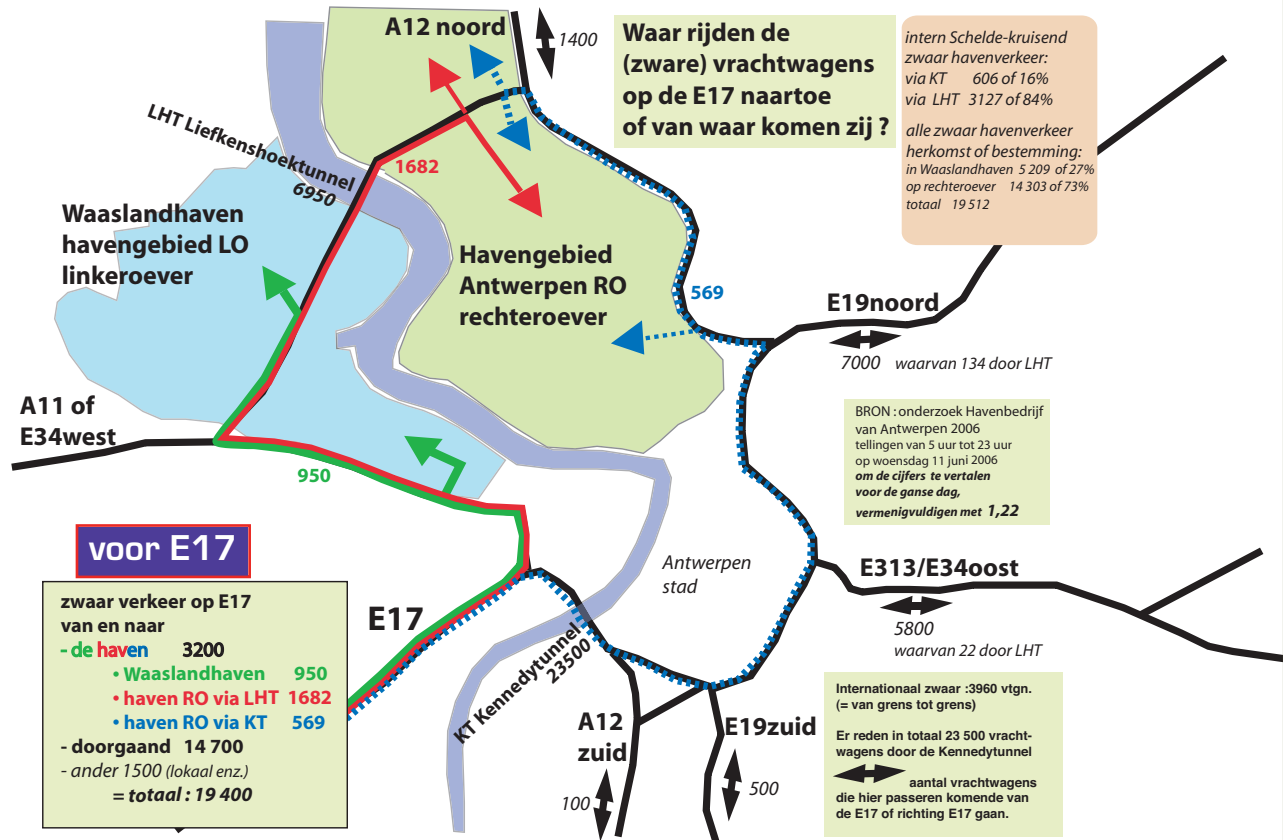 A12 noord
1400
Waar rijden de
(zware) vrachtwagens
op de E17 naartoe
of van waar komen zij ?
intern Schelde-kruisend
zwaar havenverkeer:
via KT 606 of 16%
via LHT 3127 of 84%
alle zwaar havenverkeer
herkomst of bestemming:
in Waaslandhaven 5 209 of 27%
op rechteroever 14 303 of 73%
totaal 19 512
LHT Liefkenshoektunnel
6950
1682
Waaslandhaven
havengebied LO
linkeroever
Havengebied
Antwerpen RO
rechteroever
569
E19noord
7000 waarvan 134 door LHT
A11 of
E34west
950
BRON : onderzoek Havenbedrijf
van Antwerpen 2006
tellingen van 5 uur tot 23 uur
op woensdag 11 juni 2006
om de cijfers te vertalen
voor de ganse dag,
vermenigvuldigen met 1,22
voor E17
Antwerpen
stad
E313/E34oost
5800
waarvan 22 door LHT
zwaar verkeer op E17
van en naar
- de haven 3200
• Waaslandhaven 950
• haven RO via LHT 1682
• haven RO via KT 569
- doorgaand 14 700
- ander 1500 (lokaal enz.)
= totaal : 19 400
E17
KT Kennedytunnel
23500
A12
zuid
100
E19zuid
500
Internationaal zwaar :3960 vtgn.
(= van grens tot grens)
Er reden in totaal 23 500 vracht-
wagens door de Kennedytunnel
aantal vrachtwagens
die hier passeren komende van
de E17 of richting E17 gaan.